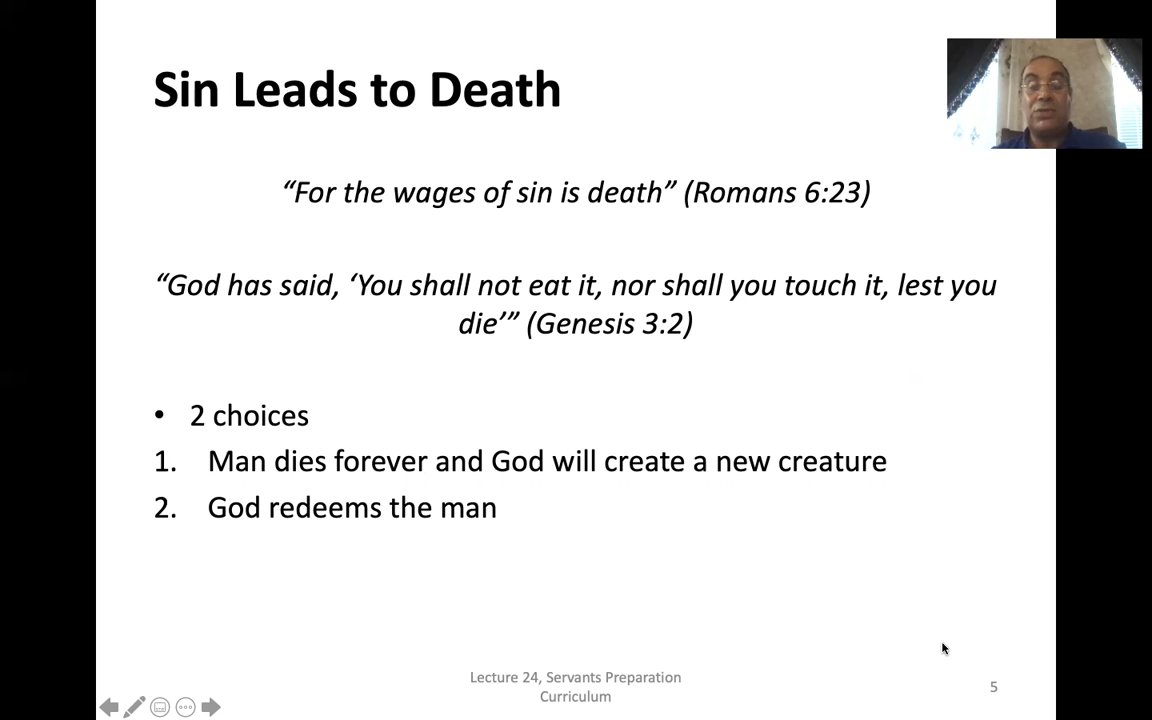 Sin Leads to Death
“For the wages of sin is death” (Romans 6:23)
“God has said, ‘You shall not eat it, nor shall you touch it, lest you
die’” (Genesis 3:2)
• 2 choices
1. Man dies forever and God will create a new creature
2. God redeems the man
Lecture 24, Servants Preparation
Curriculum
5